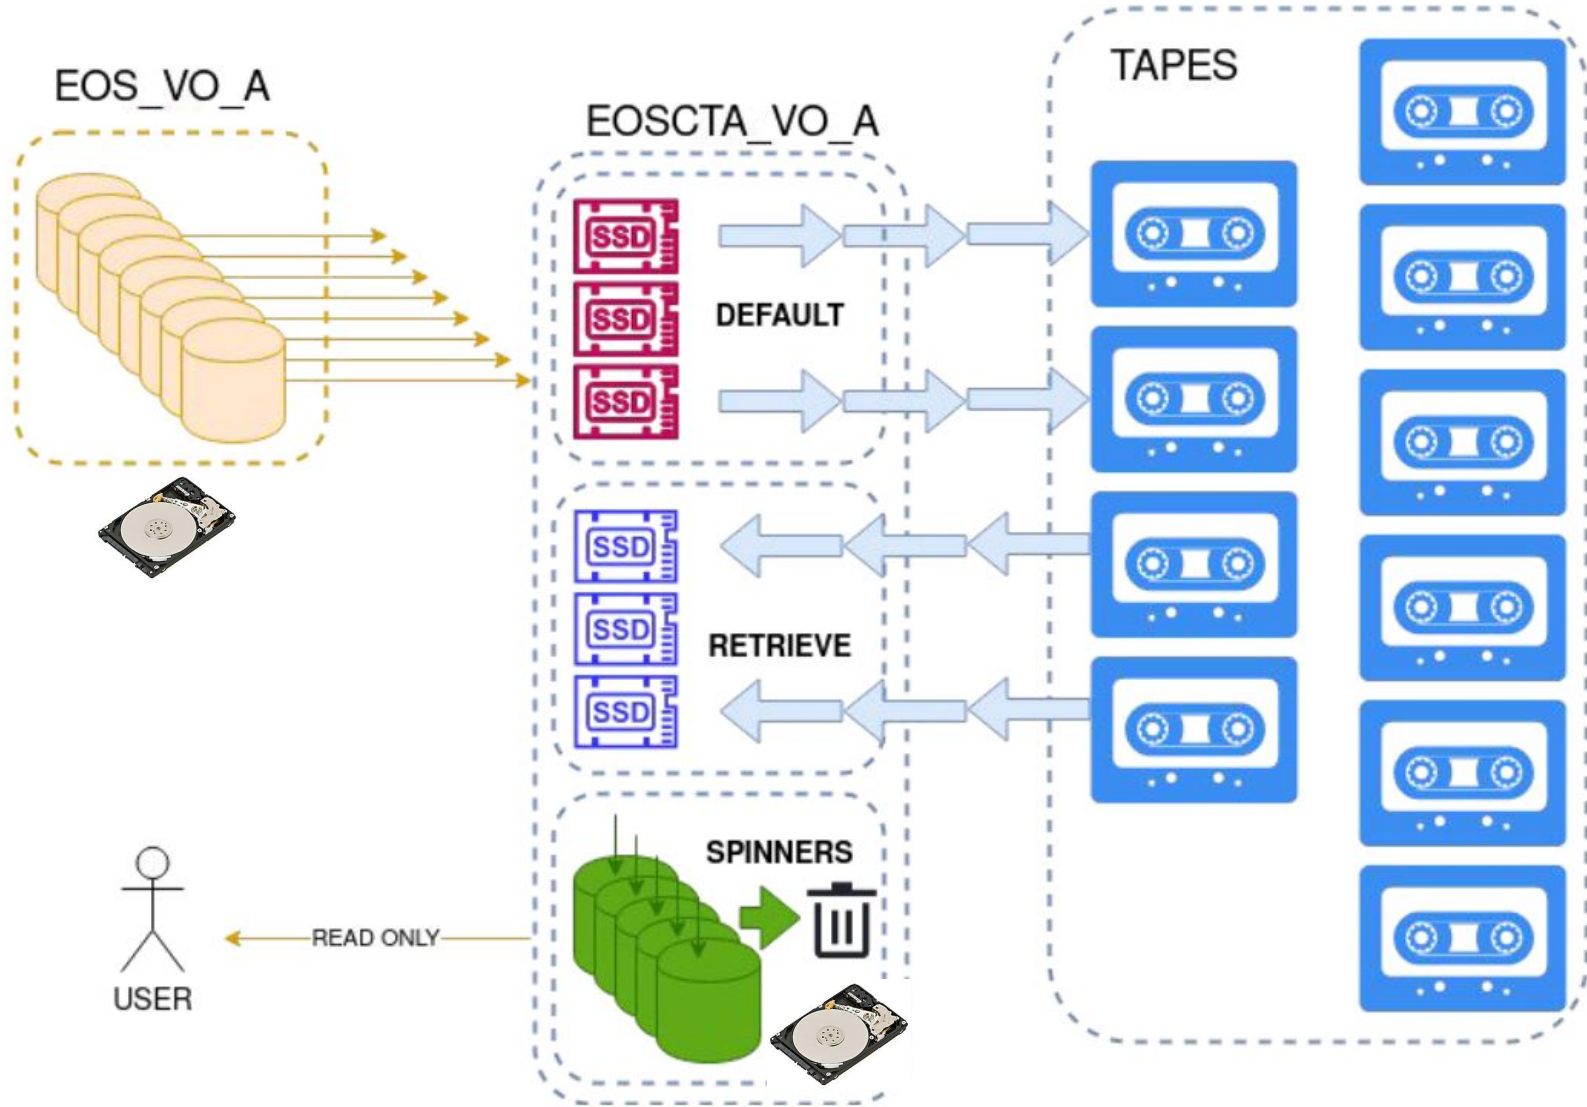 EOS_VO_A
EOSCTA_VO_A
TAPES
SSD
SSD
DEFAULT
SSD
SSD
SSD
RETRIEVE
SSD
SPINNERS
READ ONLY
USER